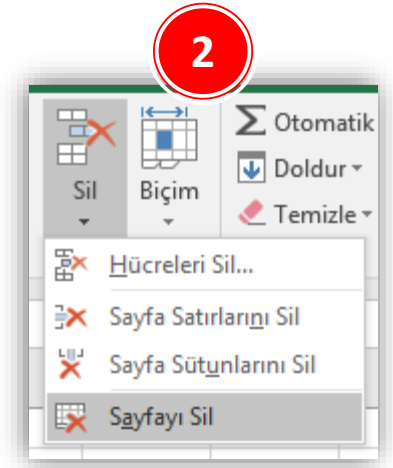 2
Σ Otomatik
Doldur
Sil Biçim
Temizle
Hücreleri Sil...
Sayfa Satırlarını Sil
Sayfa Sütunlarını Sil
Sayfayı Sil